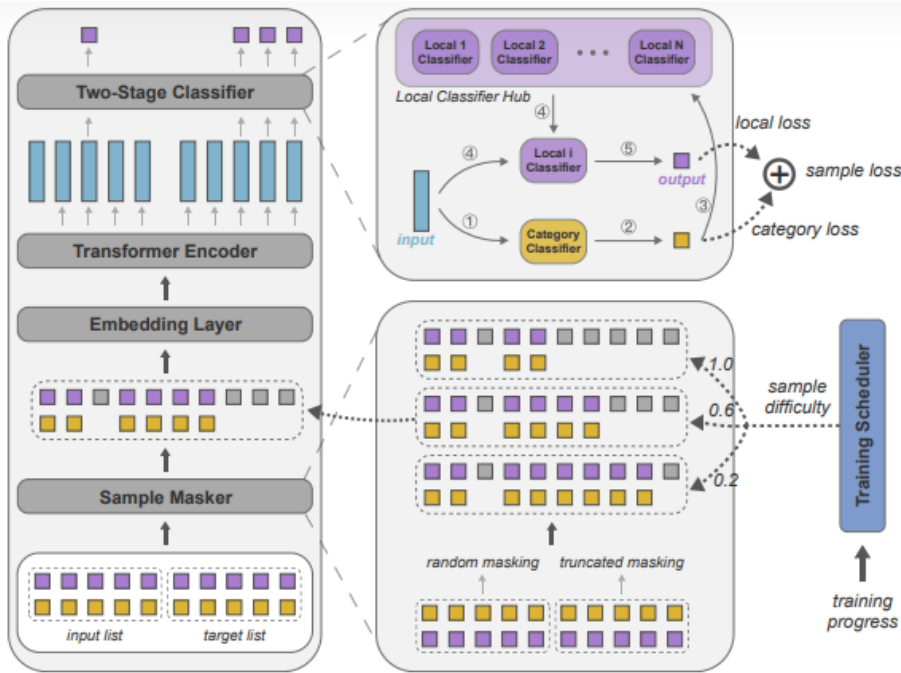 Two-Stage Classifier
Transformer Encoder
Embedding Layer
Sample Masker
input list
target list
Local 1
Classifier
Local 2
Classifier
Local N
Classifier
Local Classifier Hub
④
④
Local i
Classifier
⑤
output
input
①
Category
Classifier
②
③
local loss
sample loss
category loss
1.0
0.6
0.2
sample
difficulty
Training Scheduler
training
progress
random masking
truncated masking